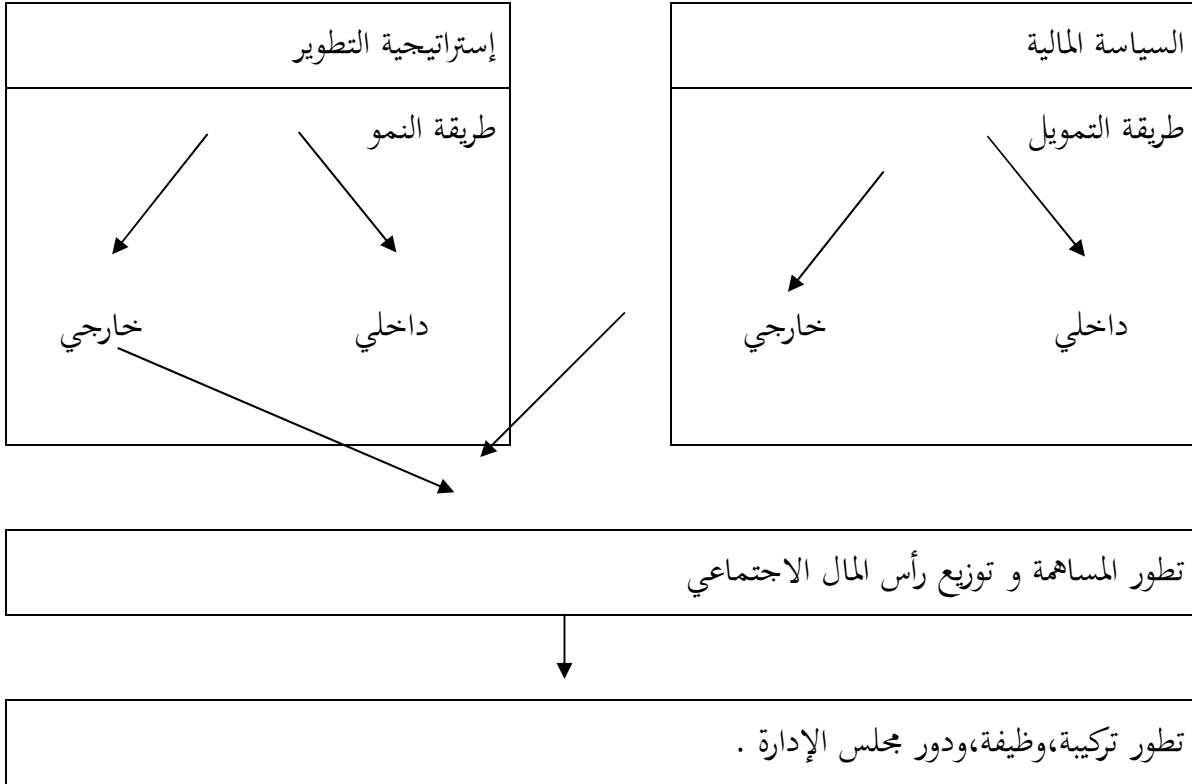 السياسة المالية
إستراتيجية التطوير
طريقة التمويل
طريقة النمو
داخلي
خارجي
داخلي
خارجي
تطور المساهمة و توزيع رأس المال الاجتماعي
تطور تركيبة،وظيفة،ودور مجلس الإدارة .